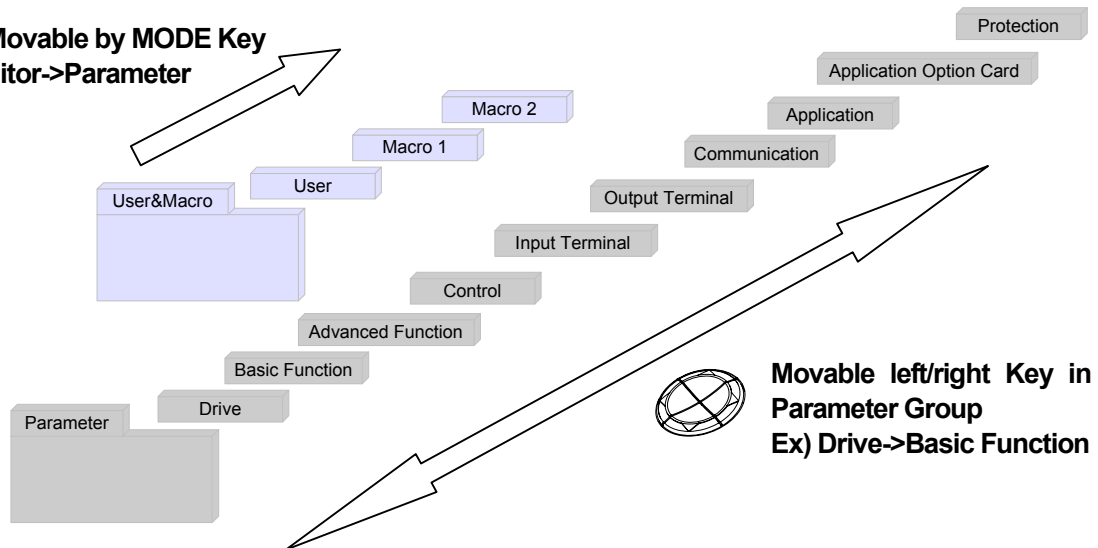 Movable by MODE Key
itor->Parameter
Protection
Application Option Card
Application
Communication
Output Terminal
Input Terminal
Control
Advanced Function
Basic Function
Drive
Parameter
Macro 2
Macro 1
User
User&Macro
Movable left/right Key in
Parameter Group
Ex) Drive->Basic Function